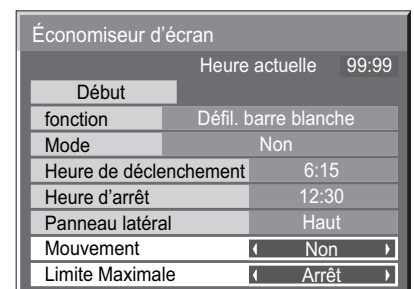 Économiseur d'écran
Heure actuelle 99:99
Début
fonction Défil. barre blanche
Mode Non
Heure de déclenchement 6:15
Heure d'arrêt 12:30
Panneau latéral Haut
Mouvement Non
Limite Maximale Arrêt